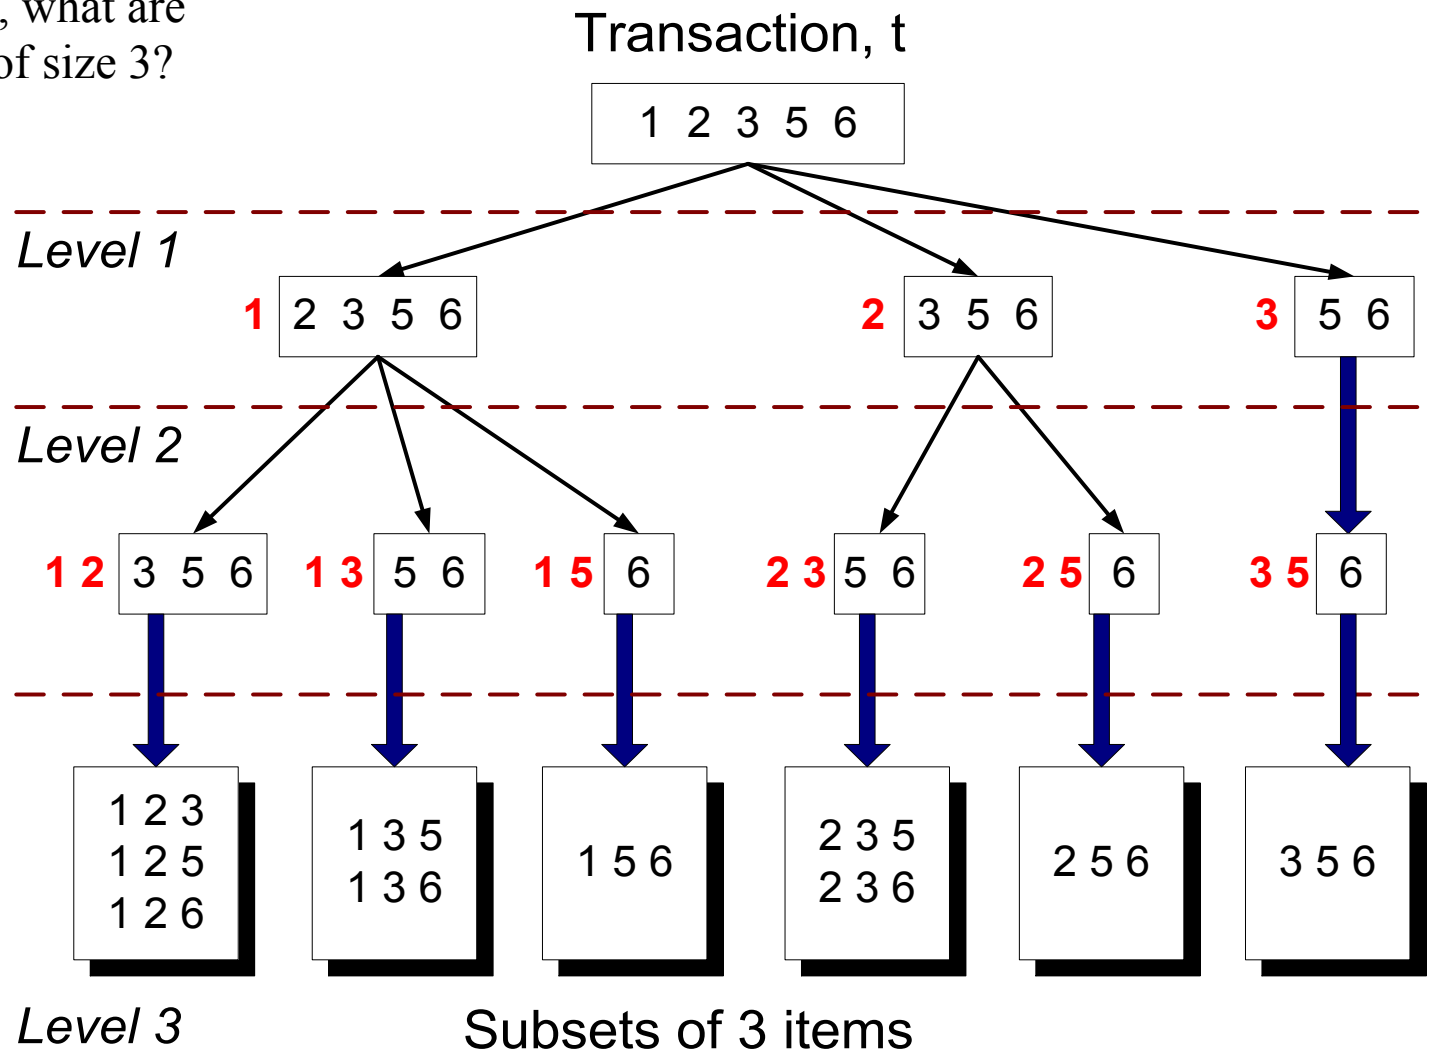 , what are
of size 3?
Transaction, t
1 2 3 5 6
Level 1
1 2 3 5 6
2 3 5 6
3 5 6
Level 2
1 2 3 5 6
1 3 5 6
1 5 6
2 3 5 6
2 5 6
3 5 6
1 2 3
1 2 5
1 2 6
1 3 5
1 3 6
1 5 6
2 3 5
2 3 6
2 5 6
3 5 6
Level 3
Subsets of 3 items